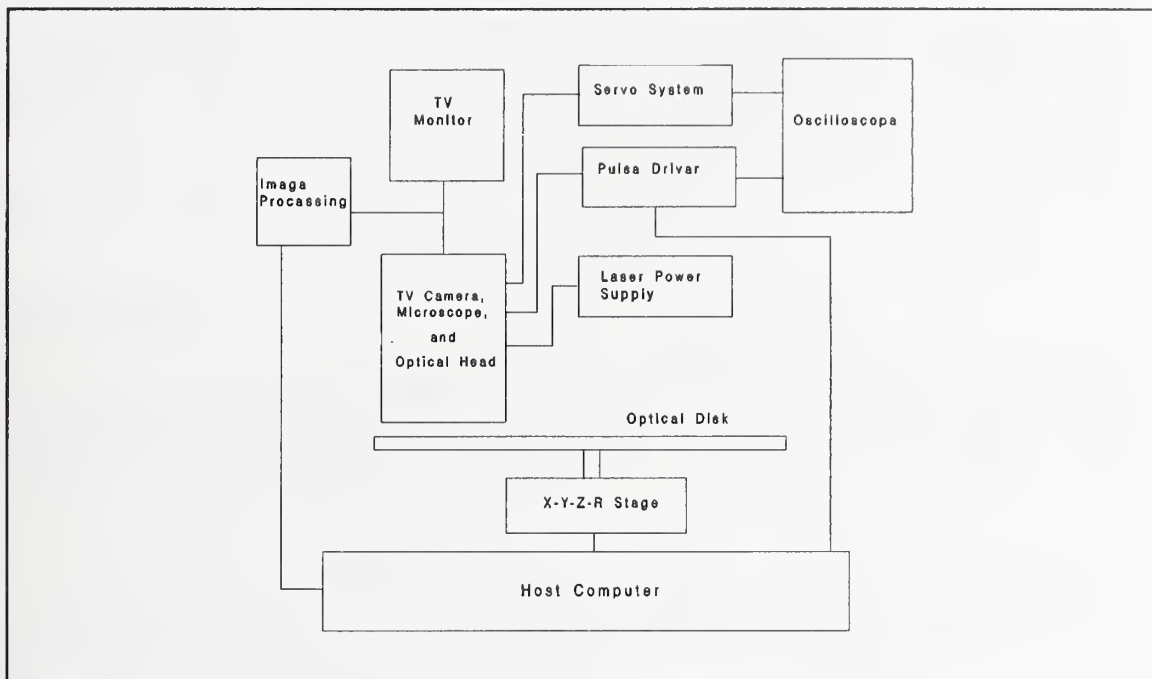 TV
Monitor
Servo System
Oscilloscopa
Pulsa Drivar
Imaga
Procassing
TV Camera,
Microscope,
and
Optical Head
Laser Power
Supply
Optical Disk
X-Y-Z-R Stage
Host Computer